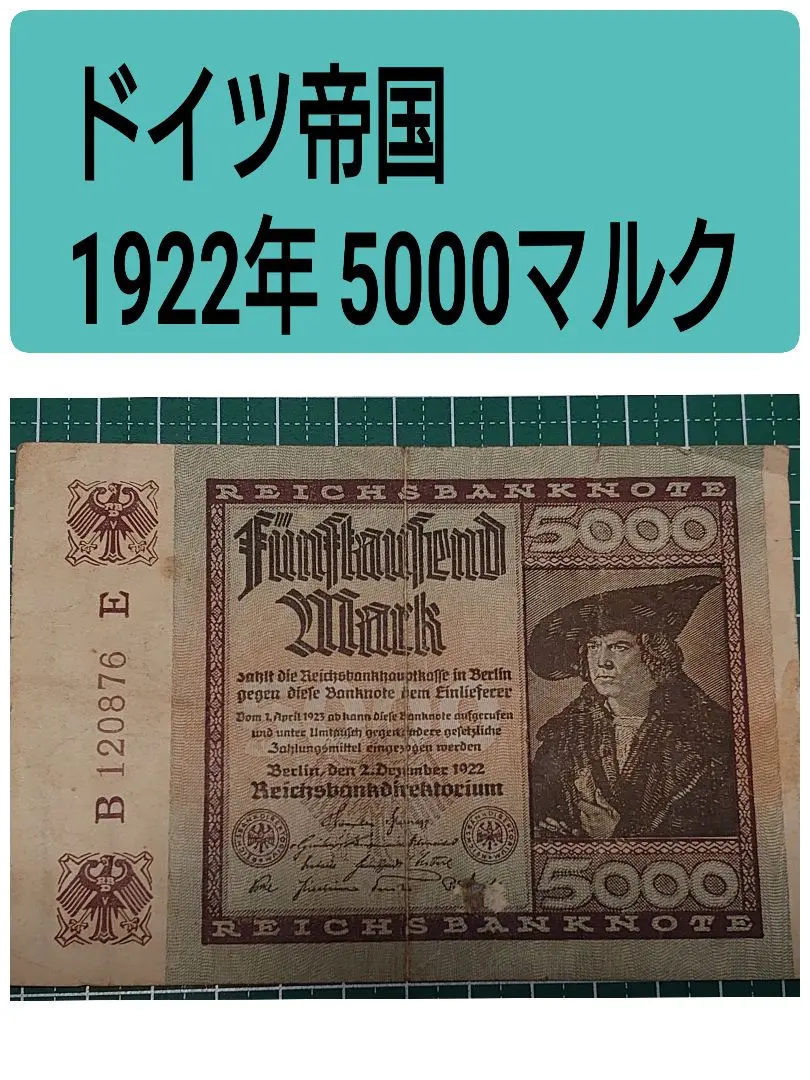 ドイツ帝国
1922年 5000マルク
REICHSBANKNOTE
Fünftausend
Mark
5000
zahlt die Reichsbankhauptkasse in Berlin
gegen diese Banknote dem Einlieferer
Vom 1. April 1923 ab kann diese Banknote aufgerufen
und unter Umtausch gegen andere gesetzliche
Zahlungsmittel eingezogen werden
Berlin, den 2. Dezember 1922
Reichsbankdirektorium
5000
REICHSBANKNOTE
B 120876 E